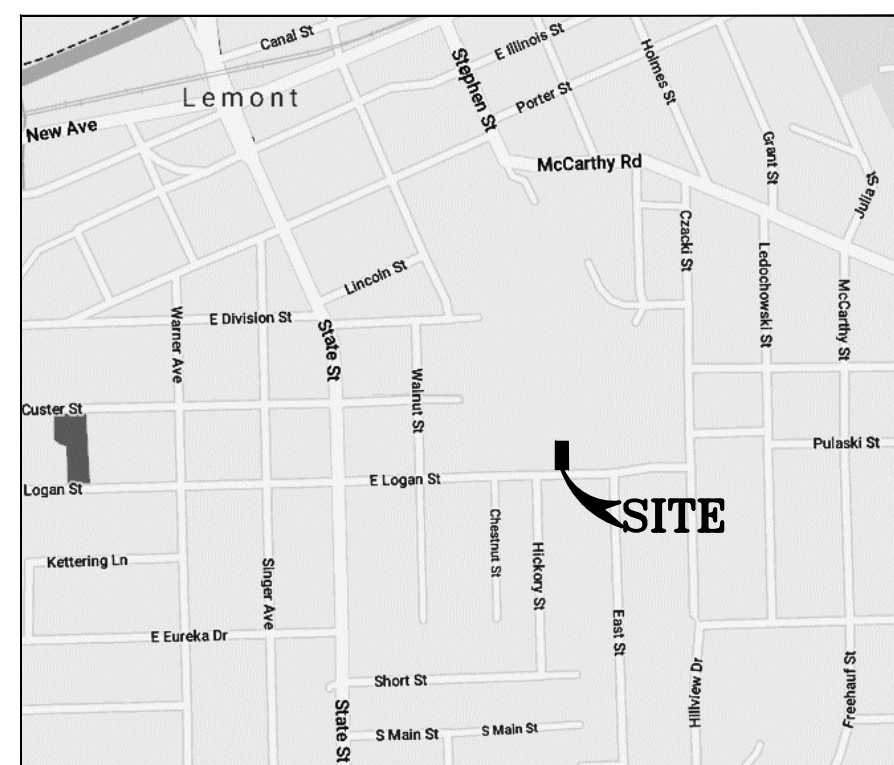 Canal St
E Illinois St
Stephen St
Holmes St
Lemont
Porter St
New Ave
McCarthy Rd
Grant St
Julia St
Czacki St
Ledochowski St
Lincoln St
McCarthy St
E Division St
Warner Ave
State St
Walnut St
Custer St
Pulaski St
E Logan St
Logan St
SITE
Chestnut St
Hickory St
Kettering Ln
Singer Ave
East St
E Eureka Dr
Short St
Hillview Dr
Freehauf St
State St
S Main St
S Main St